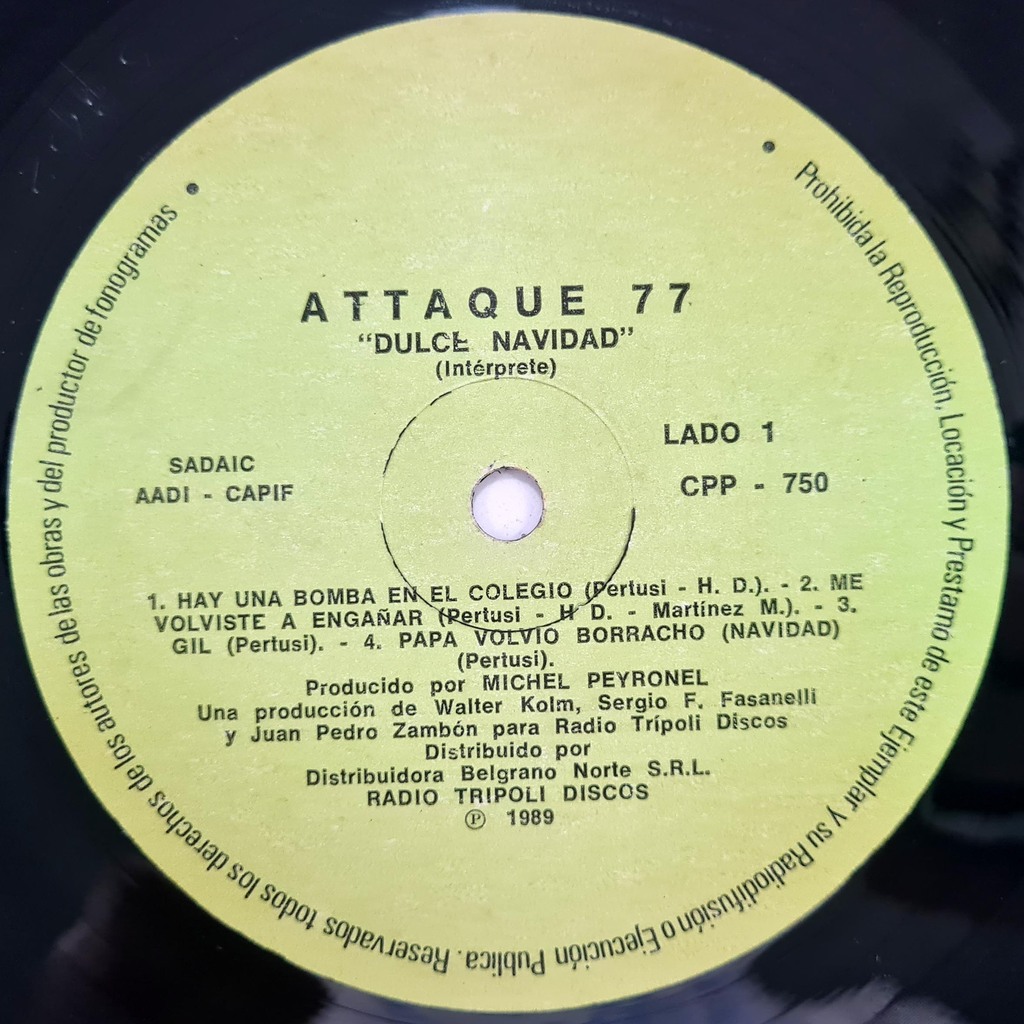 ATTAQUE 77
“DULCE NAVIDAD”
(Intérprete)
LADO 1
CPP - 750
SADAIC
AADI - CAPIF
1. HAY UNA BOMBA EN EL COLEGIO (Pertusi - H. D.). - 2. ME
VOLVISTE A ENGAÑAR (Pertusi - H D. - Martínez M.). - 3.
GIL (Pertusi). - 4. PAPA VOLVIO BORRACHO (NAVIDAD)
(Pertusi).
Producido por MICHEL PEYRONEL
Una producción de Walter Kolm, Sergio F. Fasanelli
y Juan Pedro Zambón para Radio Trípoli Discos
Distribuido por
Distribuidora Belgrano Norte S.R.L.
RADIO TRIPOLI DISCOS
℗ 1989
Prohibida la Reproducción, Locación y Prestamo de este Ejemplar y su Radiodifusión o Ejecución Publica. Reservados todos los derechos de los autores de las obras y del productor de fonogramas